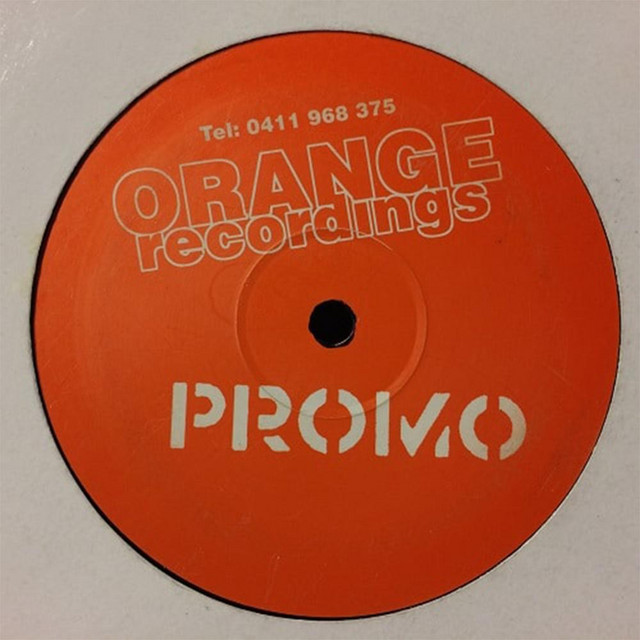 Tel: 0411 968 375
ORANGE
recordings
PROMO